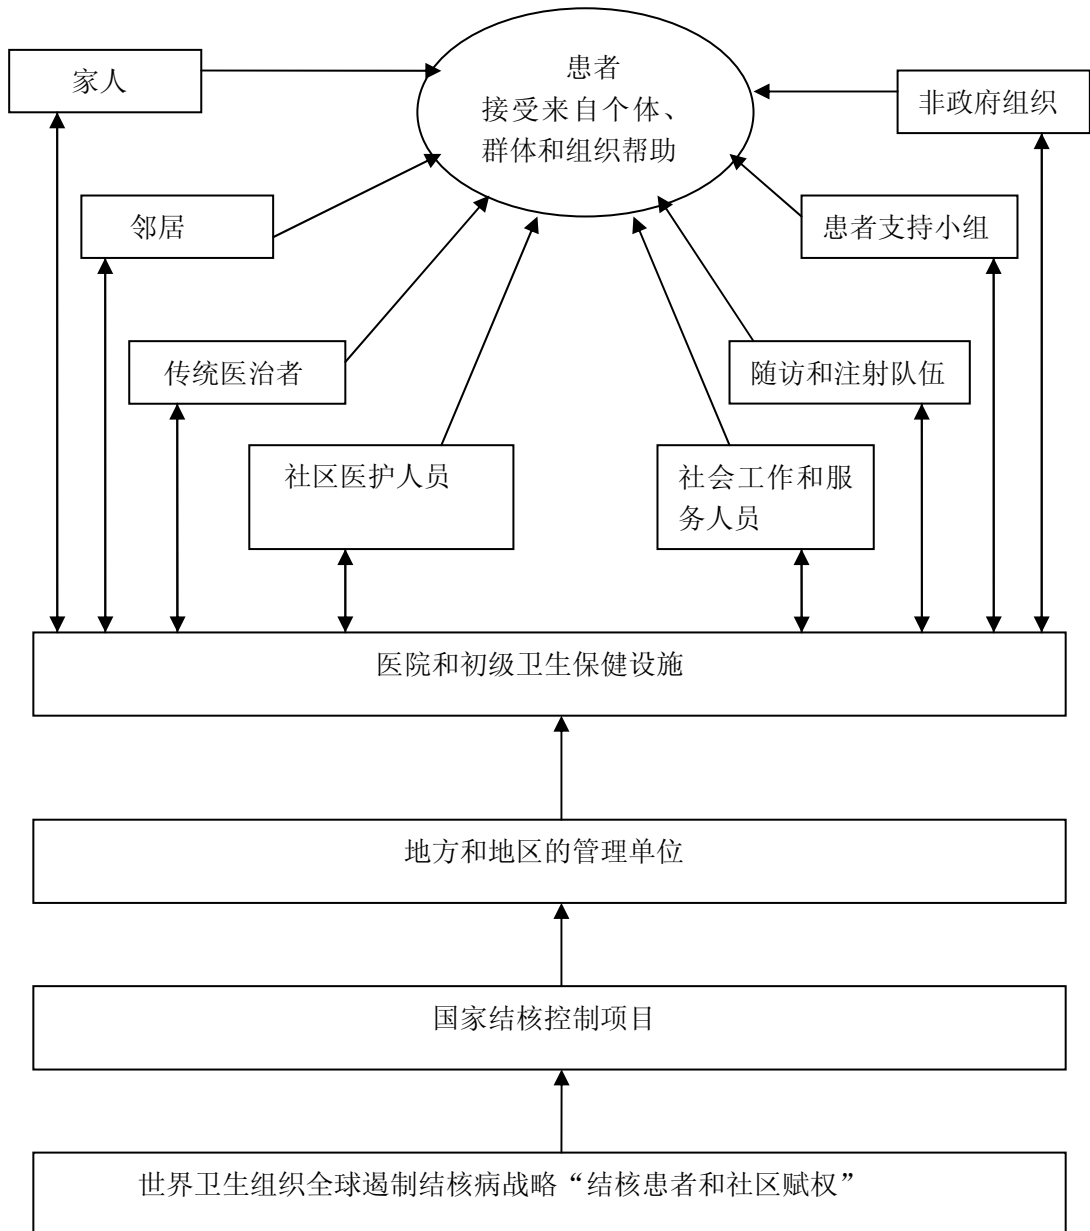 患者
接受来自个体、
群体和组织帮助
家人
非政府组织
邻居
患者支持小组
传统医治者
随访和注射队伍
社区医护人员
社会工作和服
务人员
医院和初级卫生保健设施
地方和地区的管理单位
国家结核控制项目
世界卫生组织全球遏制结核病战略“结核患者和社区赋权”